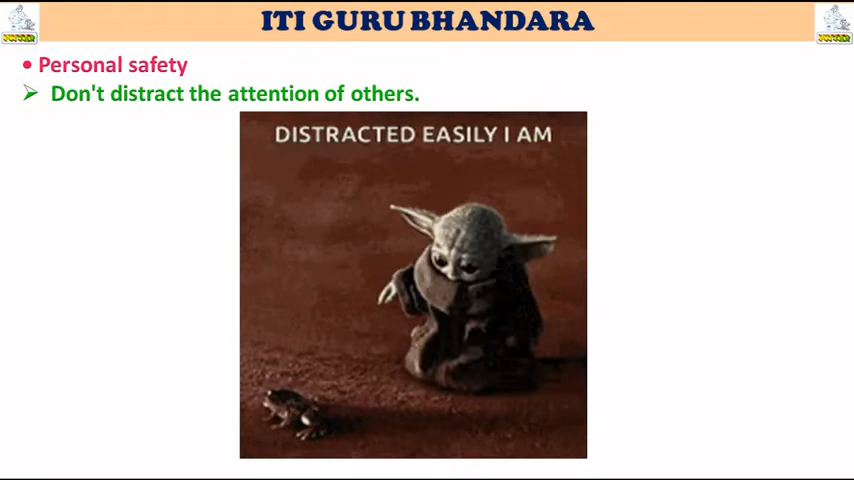 ITI GURU BHANDARA
• Personal safety
➢ Don't distract the attention of others.
DISTRACTED EASILY I AM